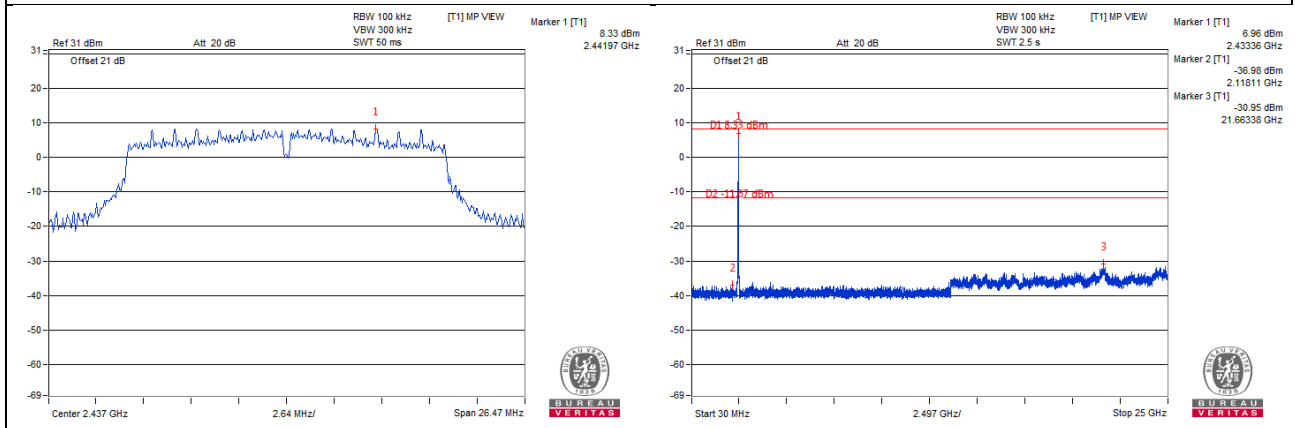 RBW 100 kHz
VBW 300 kHz
SWT 50 ms
[T1] MP VIEW
Ref 31 dBm
Att 20 dB
Marker 1 [T1]
8.33 dBm
2.44197 GHz
31
Offset 21 dB
20
10
0
-10
-20
-30
-40
-50
-60
-69
1
Center 2.437 GHz
2.64 MHz/
Span 26.47 MHz
BUREAU VERITAS
1828
BUREAU
VERITAS
RBW 100 kHz
VBW 300 kHz
SWT 2.5 s
[T1] MP VIEW
Ref 31 dBm
Att 20 dB
Marker 1 [T1]
6.96 dBm
2.43336 GHz
Marker 2 [T1]
-36.98 dBm
2.11811 GHz
Marker 3 [T1]
-30.95 dBm
21.66338 GHz
31
Offset 21 dB
20
10
0
-10
-20
-30
-40
-50
-60
-69
1
D1 8.33 dBm
D2 -11.67 dBm
2
3
Start 30 MHz
2.497 GHz/
Stop 25 GHz
BUREAU VERITAS
1828
BUREAU
VERITAS